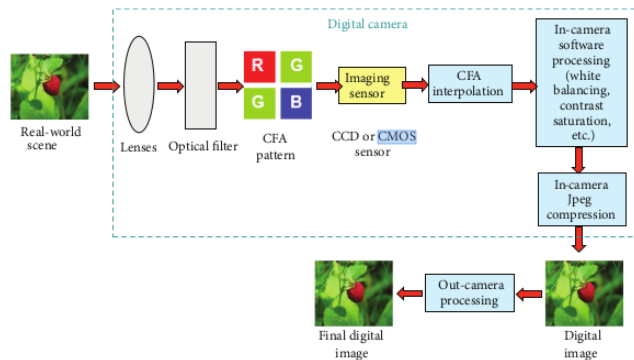 Digital camera
Real-world
scene
Lenses
Optical filter
R G
G B
CFA
pattern
Imaging
sensor
CCD or CMOS
sensor
CFA
interpolation
In-camera
software
processing
(white
balancing,
contrast
saturation,
etc.)
In-camera
Jpeg
compression
Digital
image
Out-camera
processing
Final digital
image